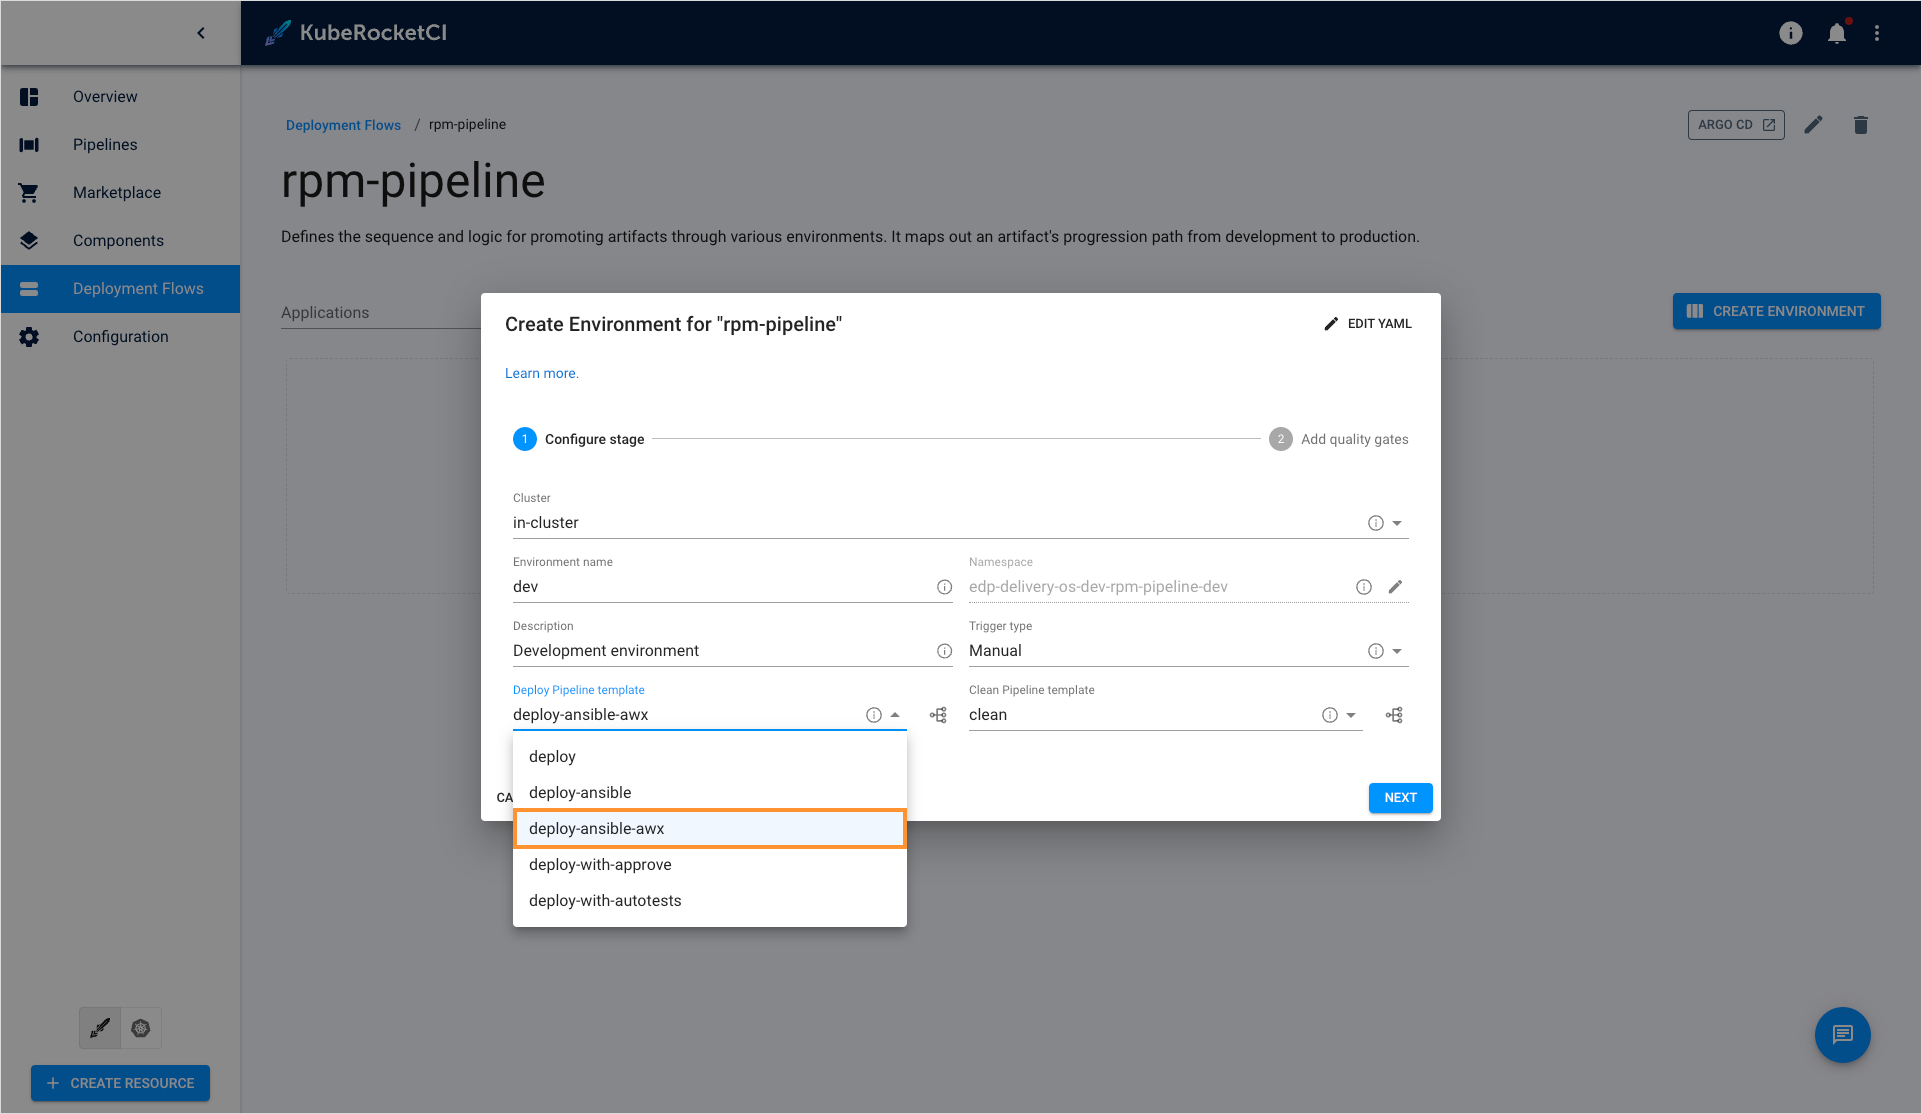 KubeRocketCI
Overview
Pipelines
Marketplace
Components
Deployment Flows
Configuration
Deployment Flows / rpm-pipeline
ARGO CD
rpm-pipeline
Defines the sequence and logic for promoting artifacts through various environments. It maps out an artifact's progression path from development to production.
Applications
CREATE ENVIRONMENT
Create Environment for "rpm-pipeline"
EDIT YAML
Learn more.
1 Configure stage
2 Add quality gates
Cluster
in-cluster
Environment name
dev
Namespace
edp-delivery-os-dev-rpm-pipeline-dev
Description
Development environment
Trigger type
Manual
Deploy Pipeline template
deploy-ansible-awx
Clean Pipeline template
clean
deploy
deploy-ansible
deploy-ansible-awx
deploy-with-approve
deploy-with-autotests
CA
NEXT
+ CREATE RESOURCE